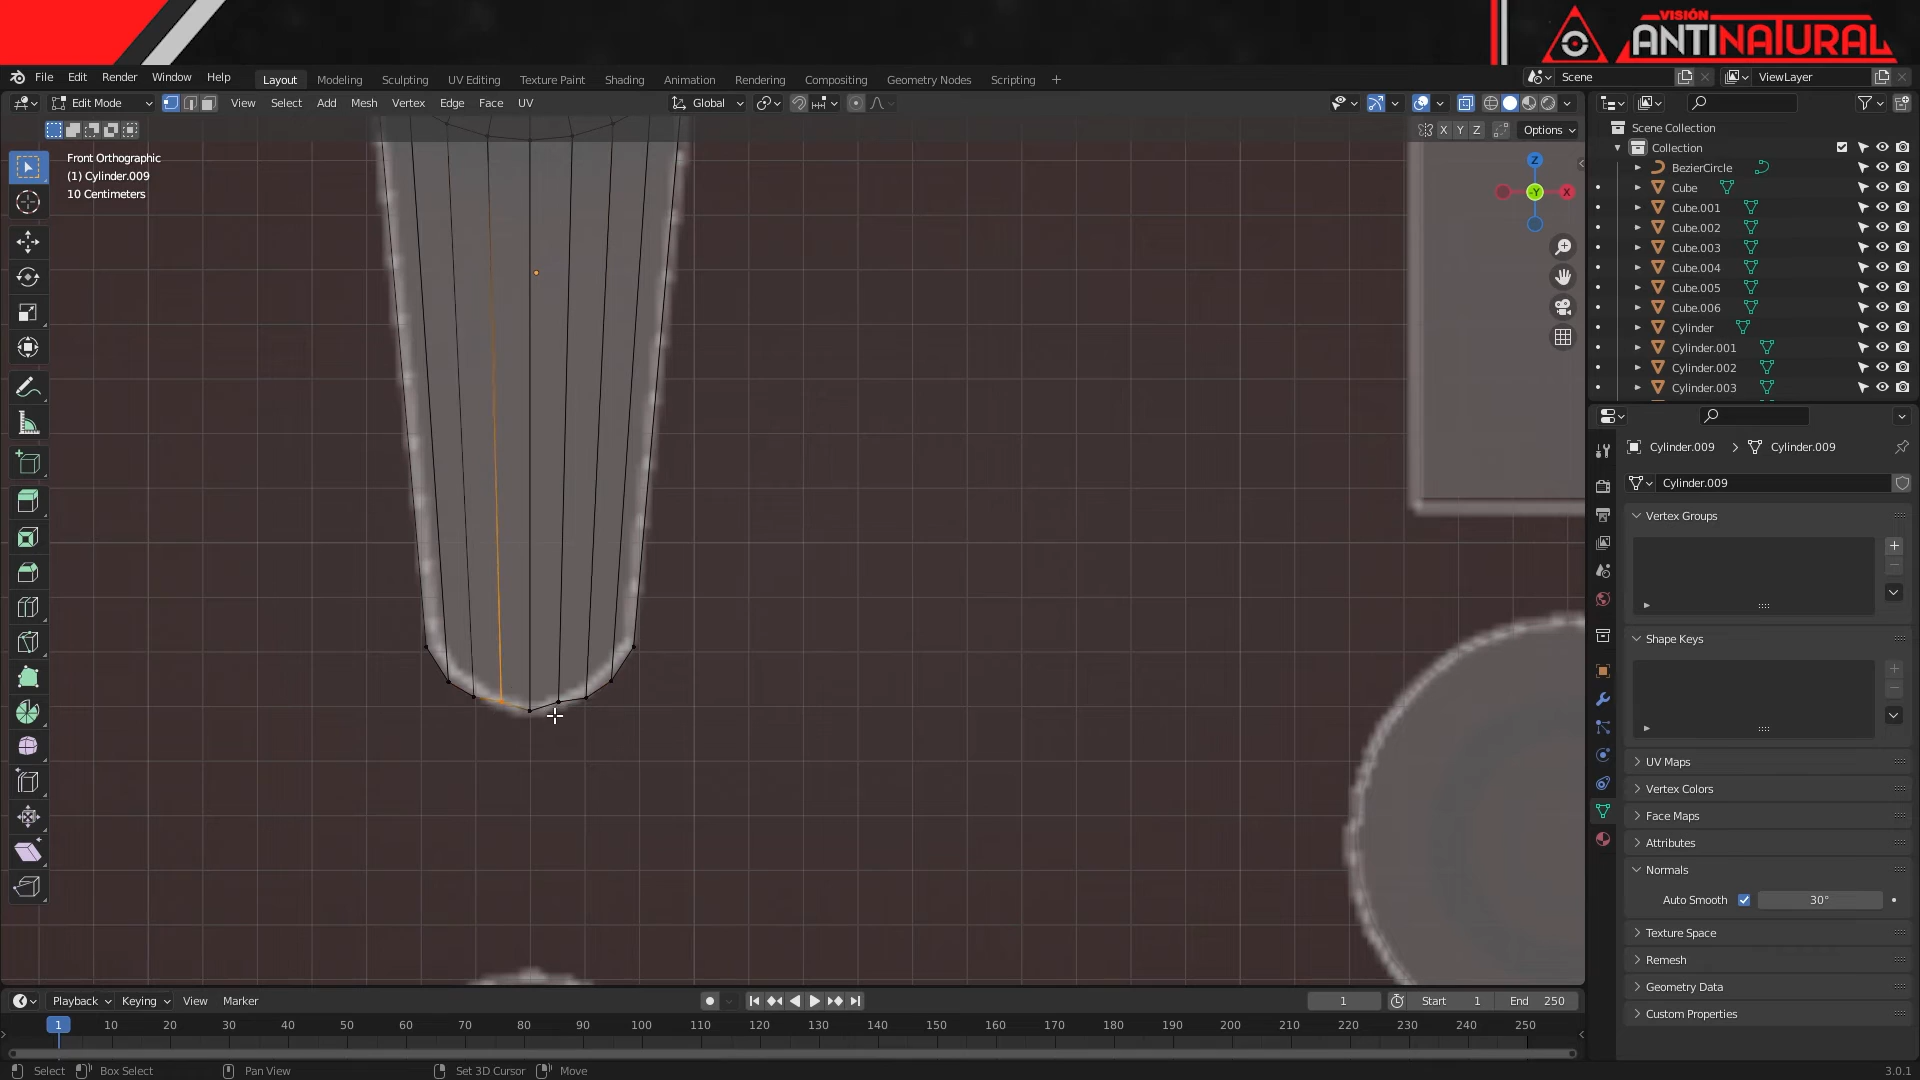 VISIÓN
ANTINATURAL
File Edit Render Window Help
Layout Modeling Sculpting UV Editing Texture Paint Shading Animation Rendering Compositing Geometry Nodes Scripting +
Scene
ViewLayer
Edit Mode
View Select Add Mesh Vertex Edge Face UV
Global
X Y Z
Options
Front Orthographic
(1) Cylinder.009
10 Centimeters
Z
-Y
X
Scene Collection
Collection
BezierCircle
Cube
Cube.001
Cube.002
Cube.003
Cube.004
Cube.005
Cube.006
Cylinder
Cylinder.001
Cylinder.002
Cylinder.003
Cylinder.009 > Cylinder.009
Cylinder.009
Vertex Groups
Shape Keys
UV Maps
Vertex Colors
Face Maps
Attributes
Normals
Auto Smooth 30°
Texture Space
Remesh
Geometry Data
Custom Properties
Playback Keying View Marker
1 Start 1 End 250
1 10 20 30 40 50 60 70 80 90 100 110 120 130 140 150 160 170 180 190 200 210 220 230 240 250
Select Box Select Pan View Set 3D Cursor Move
3.0.1